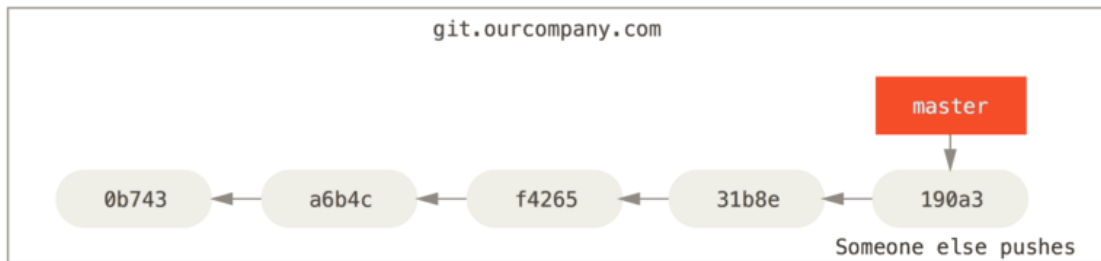 git.ourcompany.com
master
0b743 a6b4c f4265 31b8e 190a3
Someone else pushes